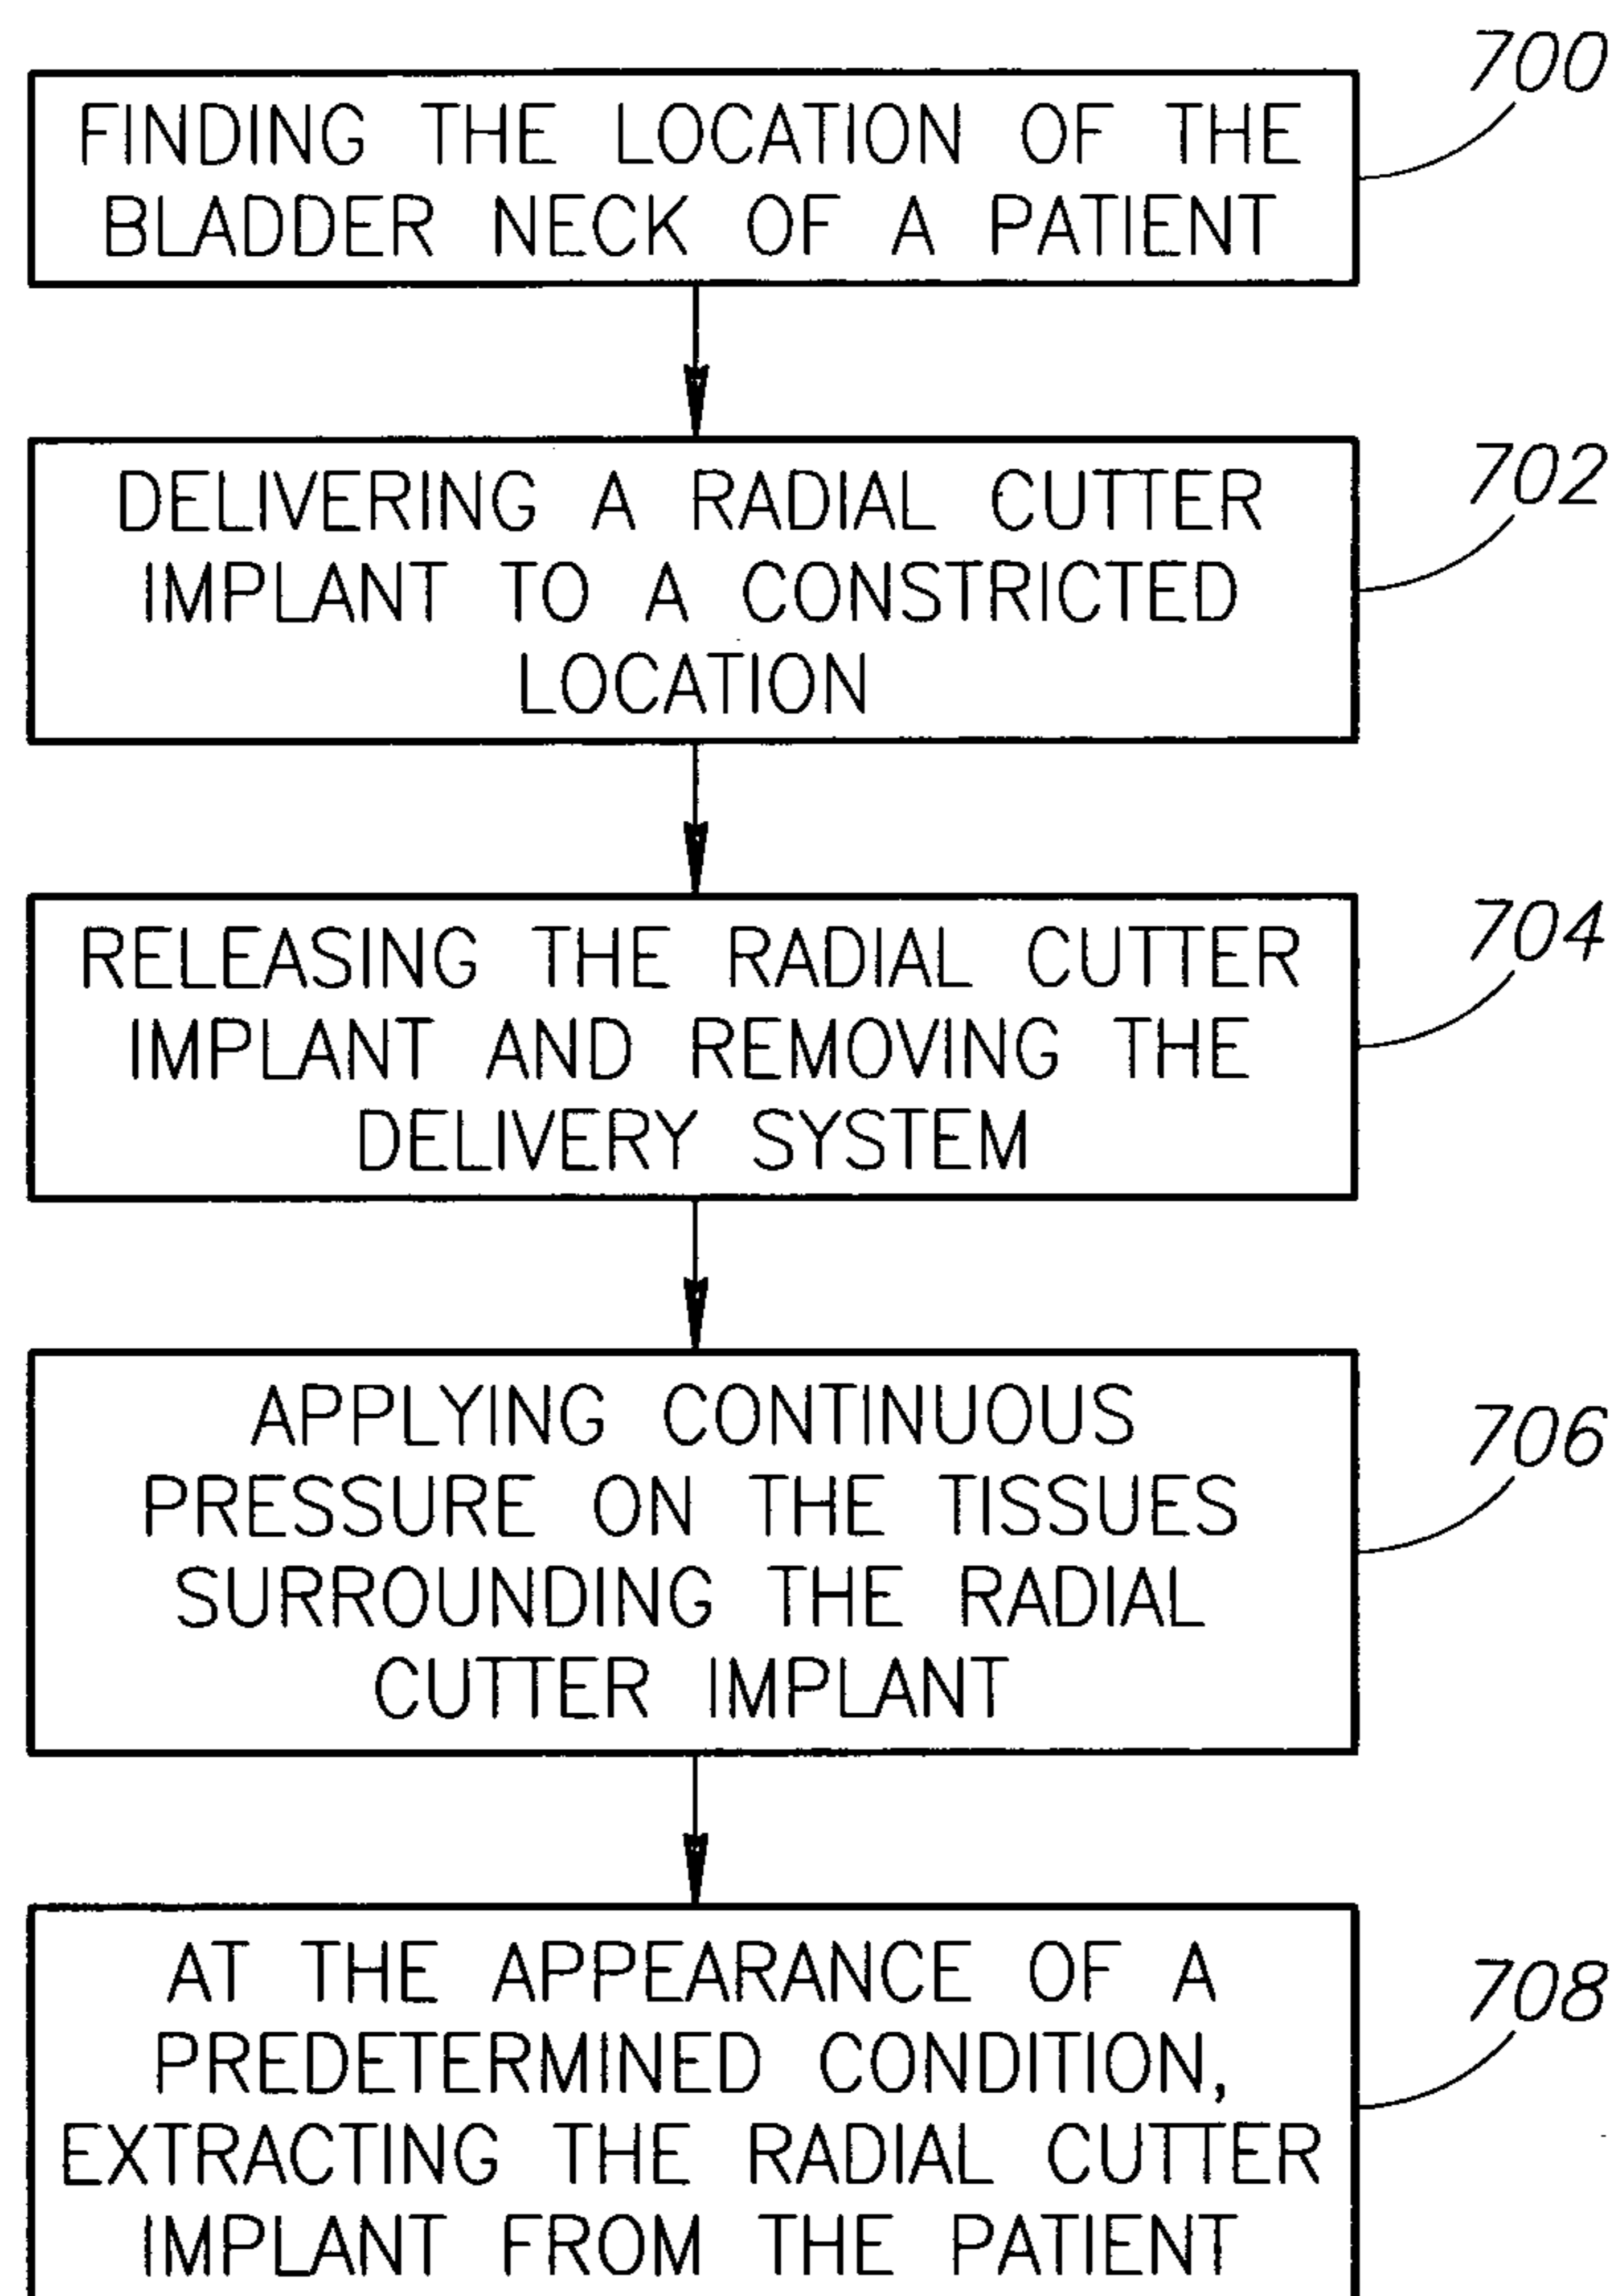 700
FINDING THE LOCATION OF THE
BLADDER NECK OF A PATIENT
702
DELIVERING A RADIAL CUTTER
IMPLANT TO A CONSTRICTED
LOCATION
704
RELEASING THE RADIAL CUTTER
IMPLANT AND REMOVING THE
DELIVERY SYSTEM
706
APPLYING CONTINUOUS
PRESSURE ON THE TISSUES
SURROUNDING THE RADIAL
CUTTER IMPLANT
708
AT THE APPEARANCE OF A
PREDETERMINED CONDITION,
EXTRACTING THE RADIAL CUTTER
IMPLANT FROM THE PATIENT